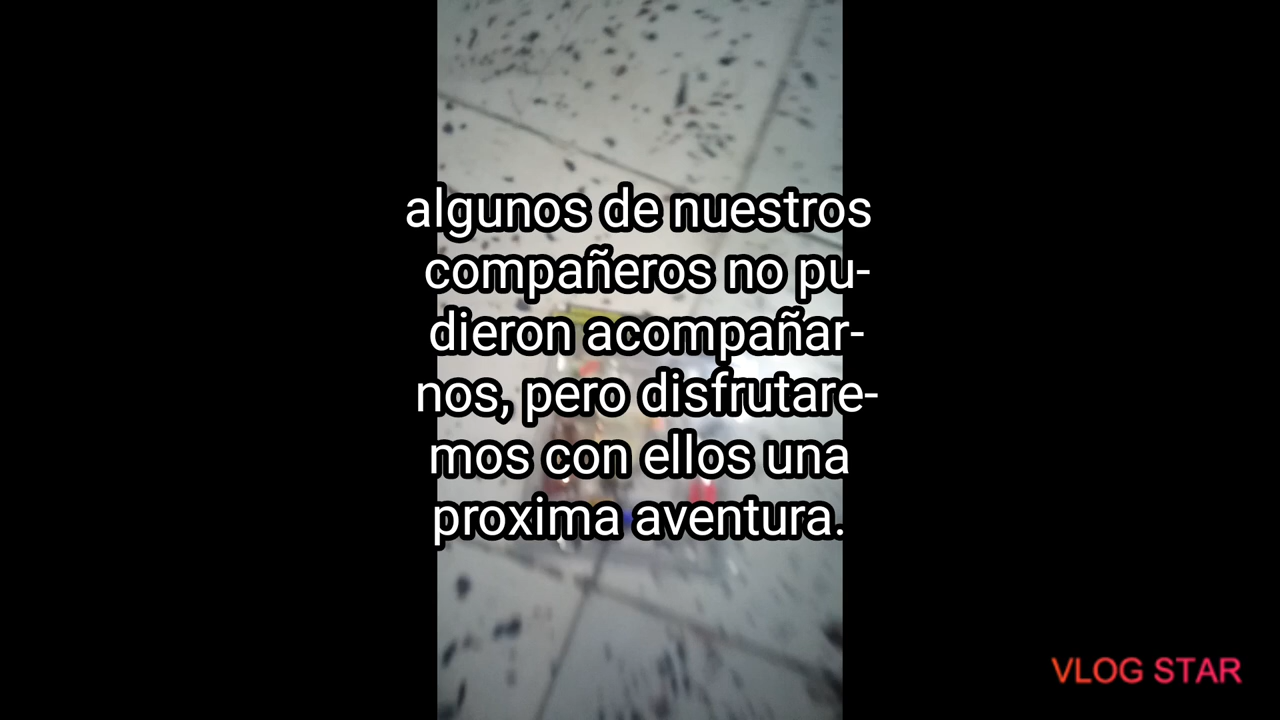 algunos de nuestros
compañeros no pu-
dieron acompañar-
nos, pero disfrutare-
mos con ellos una
proxima aventura.
VLOG STAR